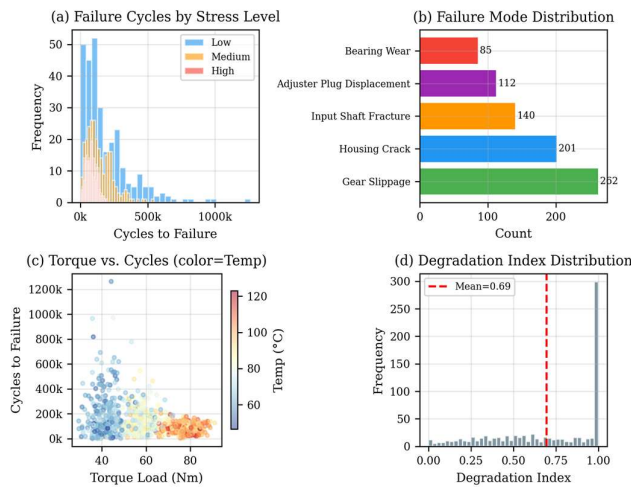 (a) Failure Cycles by Stress Level
Frequency
50
40
30
20
10
0
Low
Medium
High
0k
500k
1000k
Cycles to Failure
(b) Failure Mode Distribution
Bearing Wear
85
Adjuster Plug Displacement
112
Input Shaft Fracture
140
Housing Crack
201
Gear Slippage
262
0
100
200
Count
(c) Torque vs. Cycles (color=Temp)
Cycles to Failure
1200k
1000k
800k
600k
400k
200k
0k
40
60
80
Torque Load (Nm)
120
100
80
60
Temp (°C)
(d) Degradation Index Distribution
Frequency
300
250
200
150
100
50
0
Mean=0.69
0.00
0.25
0.50
0.75
1.00
Degradation Index